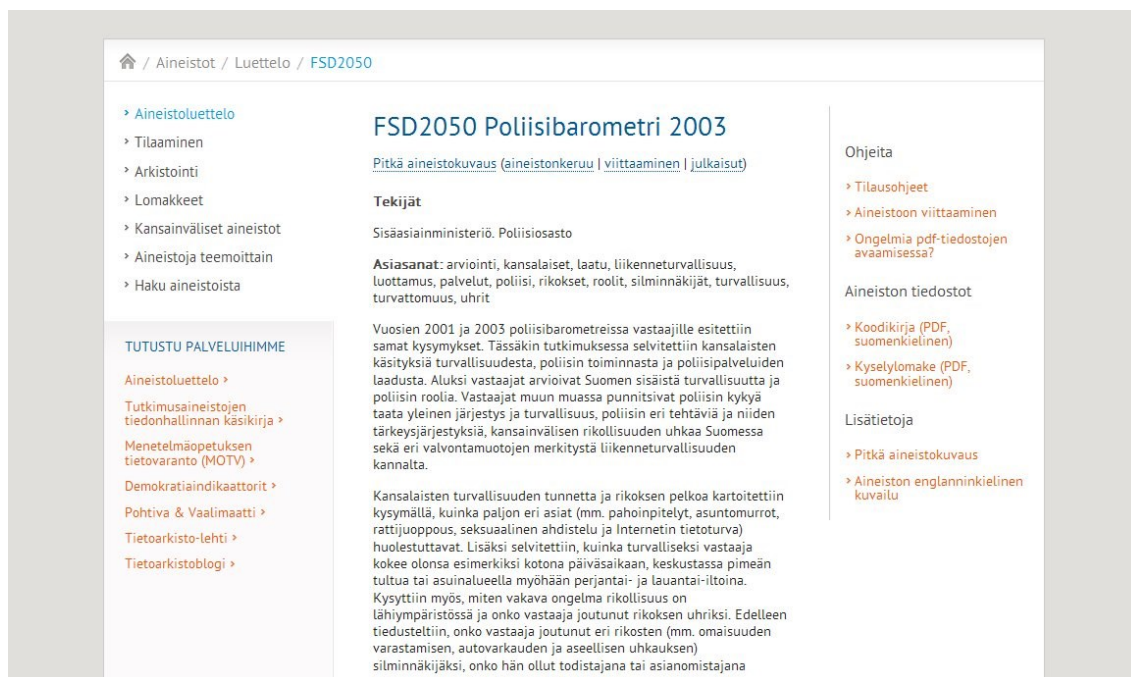 / Aineistot / Luettelo / FSD2050
› Aineistoluettelo
› Tilaaminen
› Arkistointi
› Lomakkeet
› Kansainväliset aineistot
› Aineistoja teemoittain
› Haku aineistoista
TUTUSTU PALVELUIHIMME
Aineistoluettelo ›
Tutkimusaineistojen
tiedonhallinnan käsikirja ›
Menetelmäopetuksen
tietovaranto (MOTV) ›
Demokratiaindikaattorit ›
Pohtiva & Vaalimaatti ›
Tietoarkisto-lehti ›
Tietoarkistoblogi ›
FSD2050 Poliisibarometri 2003
Pitkä aineistokuvaus (aineistonkeruu | viittaaminen | julkaisut)
Tekijät
Sisäasiainministeriö. Poliisiosasto
Asiasanat: arviointi, kansalaiset, laatu, liikenneturvallisuus,
luottamus, palvelut, poliisi, rikokset, roolit, silminnäkijät, turvallisuus,
turvattomuus, uhrit
Vuosien 2001 ja 2003 poliisibarometreissa vastaajille esitettiin
samat kysymykset. Tässäkin tutkimuksessa selvitettiin kansalaisten
käsityksiä turvallisuudesta, poliisin toiminnasta ja poliisipalveluiden
laadusta. Aluksi vastaajat arvioivat Suomen sisäistä turvallisuutta ja
poliisin roolia. Vastaajat muun muassa punnitsivat poliisin kykyä
taata yleinen järjestys ja turvallisuus, poliisin eri tehtäviä ja niiden
tärkeysjärjestyksiä, kansainvälisen rikollisuuden uhkaa Suomessa
sekä eri valvontamuotojen merkitystä liikenneturvallisuuden
kannalta.
Kansalaisten turvallisuuden tunnetta ja rikoksen pelkoa kartoitettiin
kysymällä, kuinka paljon eri asiat (mm. pahoinpitelyt, asuntomurrot,
rattijuoppous, seksuaalinen ahdistelu ja Internetin tietoturva)
huolestuttavat. Lisäksi selvitettiin, kuinka turvalliseksi vastaaja
kokee olonsa esimerkiksi kotona päiväsaikaan, keskustassa pimeän
tultua tai asuinalueella myöhään perjantai- ja lauantai-iltoina.
Kysyttiin myös, miten vakava ongelma rikollisuus on
lähiympäristössä ja onko vastaaja joutunut rikoksen uhriksi. Edelleen
tiedusteltiin, onko vastaaja joutunut eri rikosten (mm. omaisuuden
varastamisen, autovarkauden ja aseellisen uhkauksen)
silminnäkijäksi, onko hän ollut todistajana tai asianomistajana
Ohjeita
› Tilausohjeet
› Aineistoon viittaaminen
› Ongelmia pdf-tiedostojen
avaamisessa?
Aineiston tiedostot
› Koodikirja (PDF,
suomenkielinen)
› Kyselylomake (PDF,
suomenkielinen)
Lisätietoja
› Pitkä aineistokuvaus
› Aineiston englanninkielinen
kuvailu